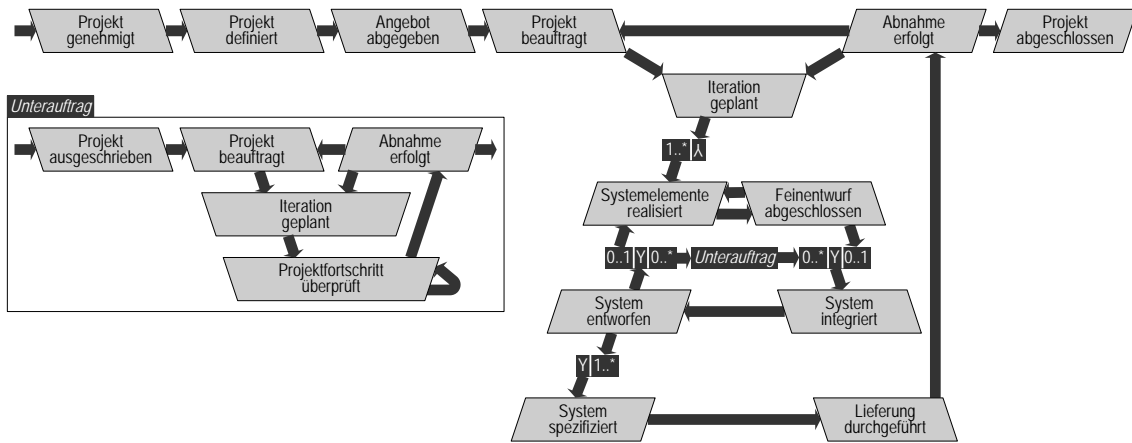 Projekt
genehmigt
Projekt
definiert
Angebot
abgegeben
Projekt
beauftragt
Abnahme
erfolgt
Projekt
abgeschlossen
Iteration
geplant
Unterauftrag
Projekt
ausgeschrieben
Projekt
beauftragt
Abnahme
erfolgt
Iteration
geplant
Projektfortschritt
überprüft
1..* ⅄
Systemelemente
realisiert
Feinentwurf
abgeschlossen
0..1 Y 0..* Unterauftrag 0..* Y 0..1
System
entworfen
System
integriert
Y 1..*
System
spezifiziert
Lieferung
durchgeführt